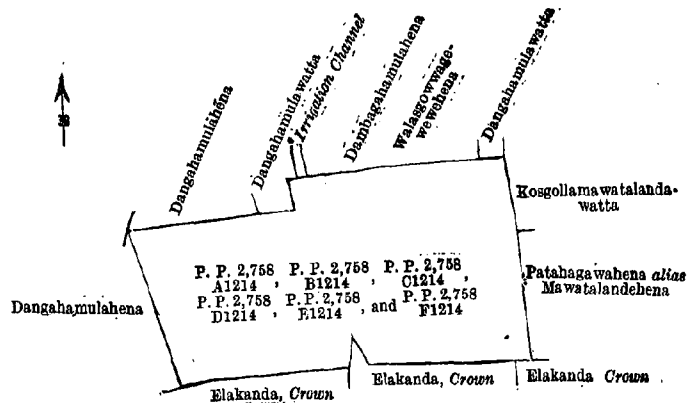 Dangahamulahena
Dangahamulawatta
Irrigation Channel
Dambagahamulahena
Walasgowwage-
wewehena
Dangahamulawatta
Kosgollamawatalanda-
watta
P. P. 2,758 P. P. 2,758 P. P. 2,758
A1214 , B1214 , C1214 ,
P. P. 2,758 P. P. 2,758 P. P. 2,758
D1214 , E1214 , and F1214
Patahagawahena alias
Mawatalandehena
Dangahamulahena
Elakanda, Crown
Elakanda, Crown
Elakanda Crown